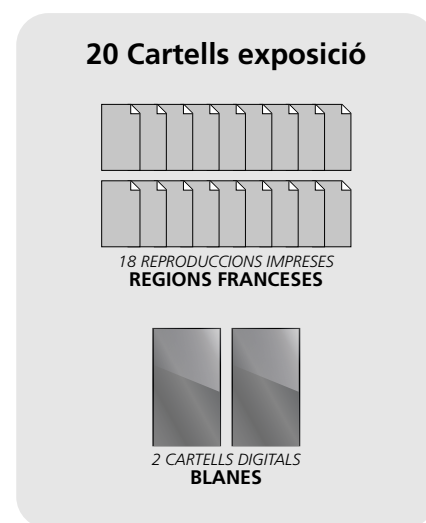 20 Cartells exposició
18 REPRODUCCIONS IMPRESES
REGIONS FRANCESES
2 CARTELLS DIGITALS
BLANES